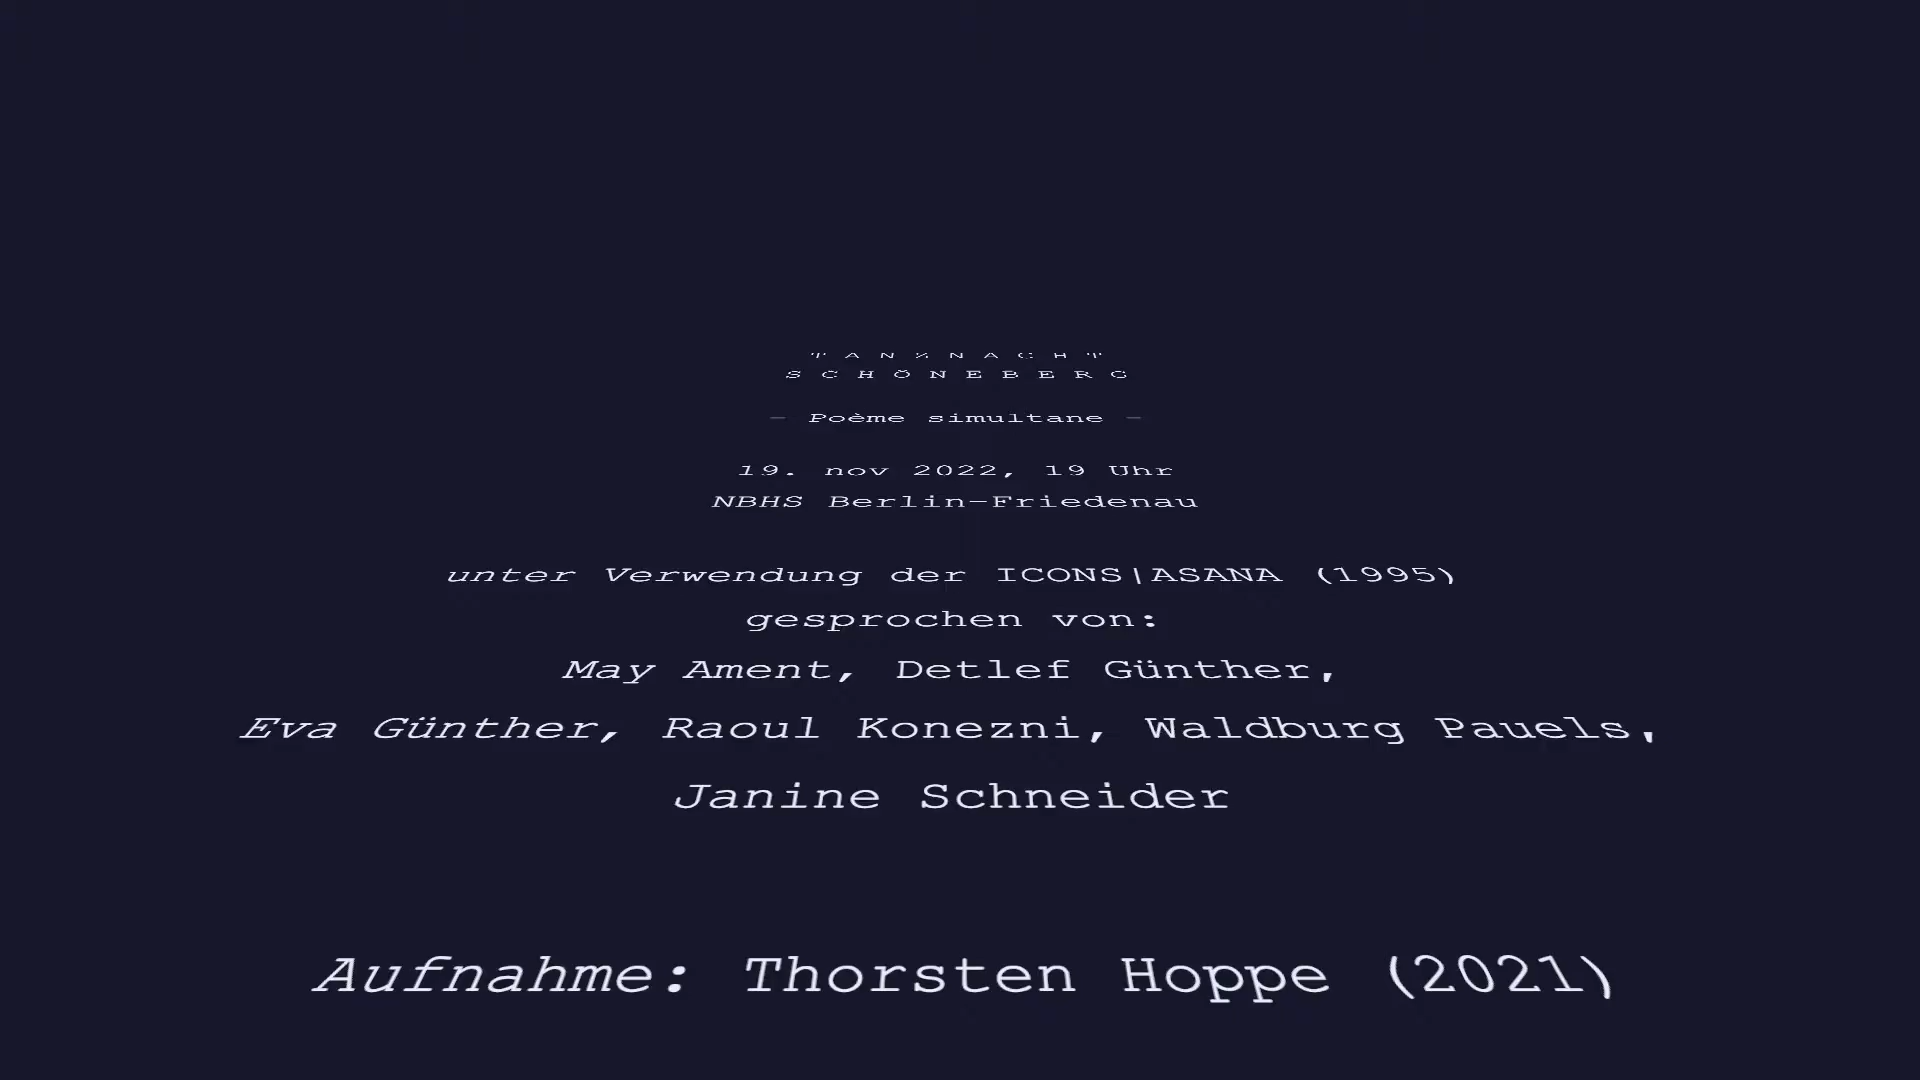 T A N Z N A C H T
S C H Ö N E B E R G
– Poème simultane –
19. nov 2022, 19 Uhr
NBHS Berlin-Friedenau
unter Verwendung der ICONS|ASANA (1995)
gesprochen von:
May Ament, Detlef Günther,
Eva Günther, Raoul Konezni, Waldburg Pauels,
Janine Schneider
Aufnahme: Thorsten Hoppe (2021)